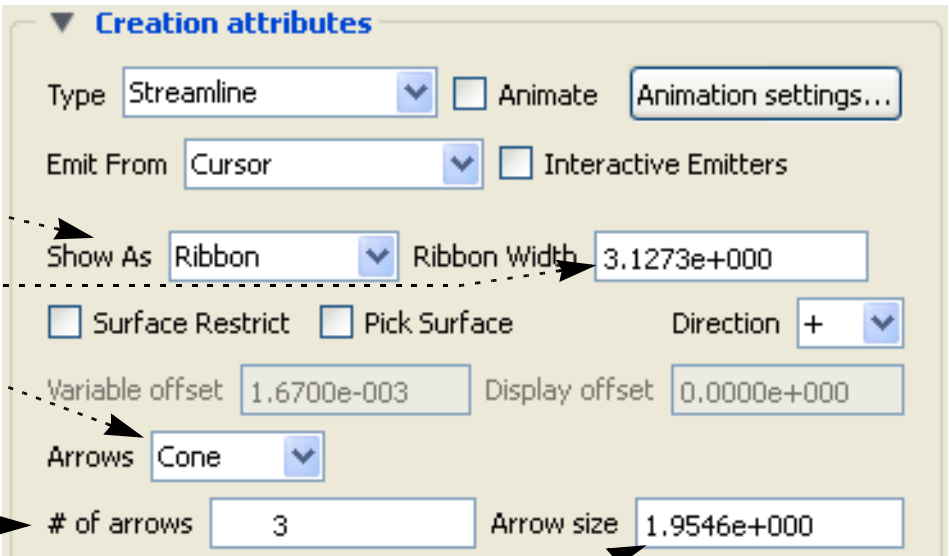 Creation attributes
Type Streamline Animate Animation settings...
Emit From Cursor Interactive Emitters
Show As Ribbon Ribbon Width 3.1273e+000
Surface Restrict Pick Surface Direction +
Variable offset 1.6700e-003 Display offset 0.0000e+000
Arrows Cone
# of arrows 3 Arrow size 1.9546e+000